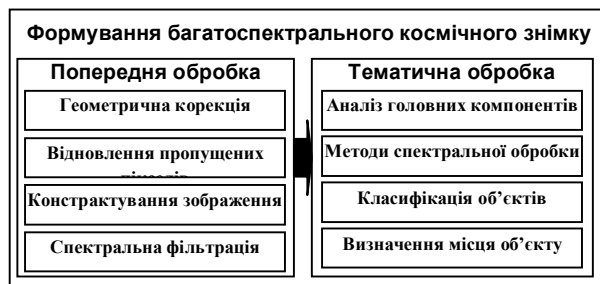 Формування багатоспектрального космічного знімку
Попередня обробка
Геометрична корекція
Відновлення пропущених
Констрактування зображення
Спектральна фільтрація
Тематична обробка
Аналіз головних компонентів
Методи спектральної обробки
Класифікація об’єктів
Визначення місця об’єкту